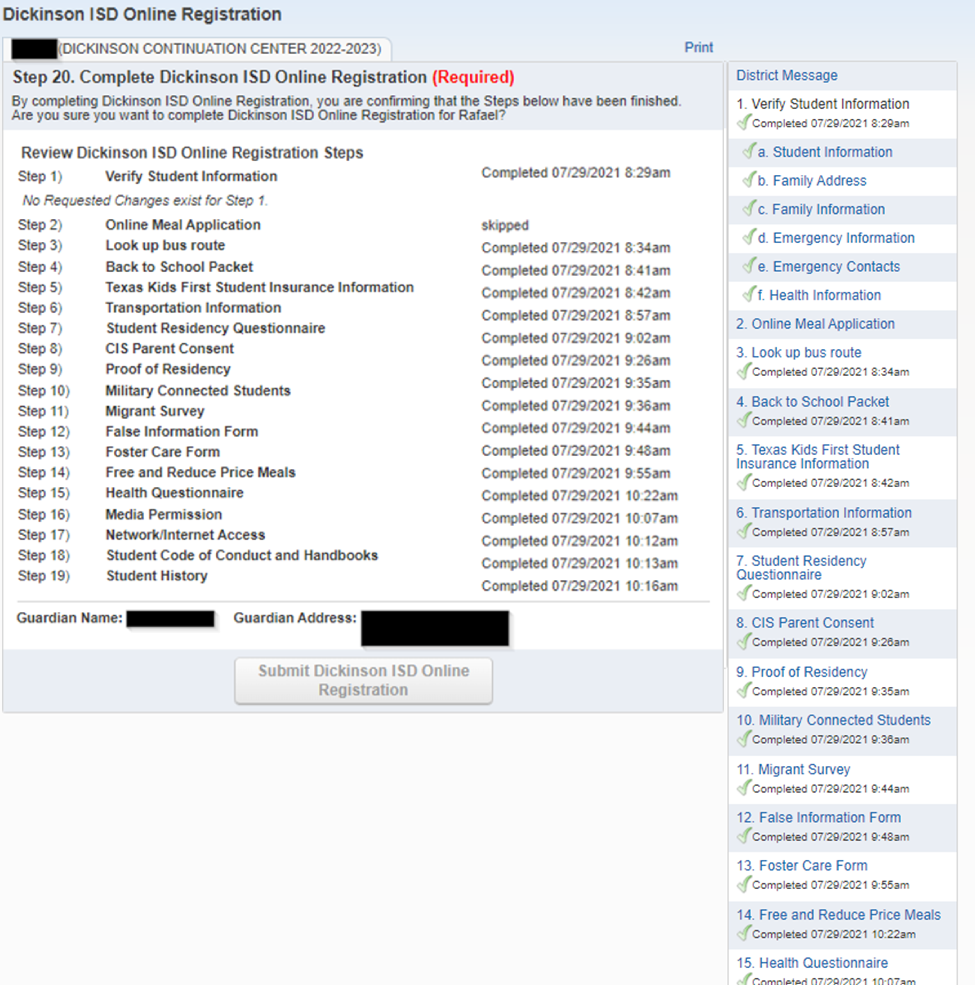 Dickinson ISD Online Registration
(DICKINSON CONTINUATION CENTER 2022-2023)
Print
Step 20. Complete Dickinson ISD Online Registration (Required)
By completing Dickinson ISD Online Registration, you are confirming that the Steps below have been finished.
Are you sure you want to complete Dickinson ISD Online Registration for Rafael?
Review Dickinson ISD Online Registration Steps
Step 1) Verify Student Information Completed 07/29/2021 8:29am
No Requested Changes exist for Step 1.
Step 2) Online Meal Application skipped
Step 3) Look up bus route Completed 07/29/2021 8:34am
Step 4) Back to School Packet Completed 07/29/2021 8:41am
Step 5) Texas Kids First Student Insurance Information Completed 07/29/2021 8:42am
Step 6) Transportation Information Completed 07/29/2021 8:57am
Step 7) Student Residency Questionnaire Completed 07/29/2021 9:02am
Step 8) CIS Parent Consent Completed 07/29/2021 9:26am
Step 9) Proof of Residency Completed 07/29/2021 9:35am
Step 10) Military Connected Students Completed 07/29/2021 9:36am
Step 11) Migrant Survey Completed 07/29/2021 9:44am
Step 12) False Information Form Completed 07/29/2021 9:48am
Step 13) Foster Care Form Completed 07/29/2021 9:55am
Step 14) Free and Reduce Price Meals Completed 07/29/2021 10:22am
Step 15) Health Questionnaire Completed 07/29/2021 10:07am
Step 16) Media Permission Completed 07/29/2021 10:12am
Step 17) Network/Internet Access Completed 07/29/2021 10:13am
Step 18) Student Code of Conduct and Handbooks Completed 07/29/2021 10:16am
Step 19) Student History
Guardian Name: Guardian Address:
Submit Dickinson ISD Online
Registration
District Message
1. Verify Student Information
Completed 07/29/2021 8:29am
a. Student Information
b. Family Address
c. Family Information
d. Emergency Information
e. Emergency Contacts
f. Health Information
2. Online Meal Application
3. Look up bus route
Completed 07/29/2021 8:34am
4. Back to School Packet
Completed 07/29/2021 8:41am
5. Texas Kids First Student
Insurance Information
Completed 07/29/2021 8:42am
6. Transportation Information
Completed 07/29/2021 8:57am
7. Student Residency
Questionnaire
Completed 07/29/2021 9:02am
8. CIS Parent Consent
Completed 07/29/2021 9:26am
9. Proof of Residency
Completed 07/29/2021 9:35am
10. Military Connected Students
Completed 07/29/2021 9:36am
11. Migrant Survey
Completed 07/29/2021 9:44am
12. False Information Form
Completed 07/29/2021 9:48am
13. Foster Care Form
Completed 07/29/2021 9:55am
14. Free and Reduce Price Meals
Completed 07/29/2021 10:22am
15. Health Questionnaire
Completed 07/29/2021 10:07am